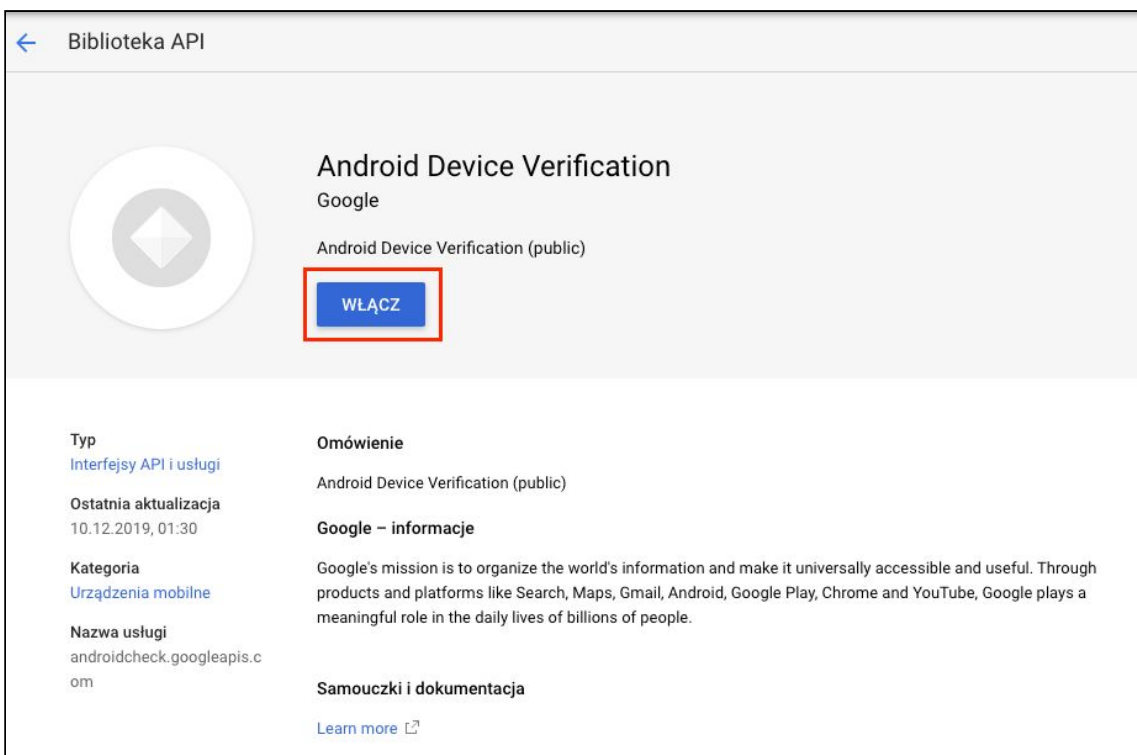 Biblioteka API
Android Device Verification
Google
Android Device Verification (public)
WŁĄCZ
Typ
Interfejsy API i usługi
Ostatnia aktualizacja
10.12.2019, 01:30
Kategoria
Urządzenia mobilne
Nazwa usługi
androidcheck.googleapis.c
om
Omówienie
Android Device Verification (public)
Google – informacje
Google's mission is to organize the world's information and make it universally accessible and useful. Through
products and platforms like Search, Maps, Gmail, Android, Google Play, Chrome and YouTube, Google plays a
meaningful role in the daily lives of billions of people.
Samouczki i dokumentacja
Learn more